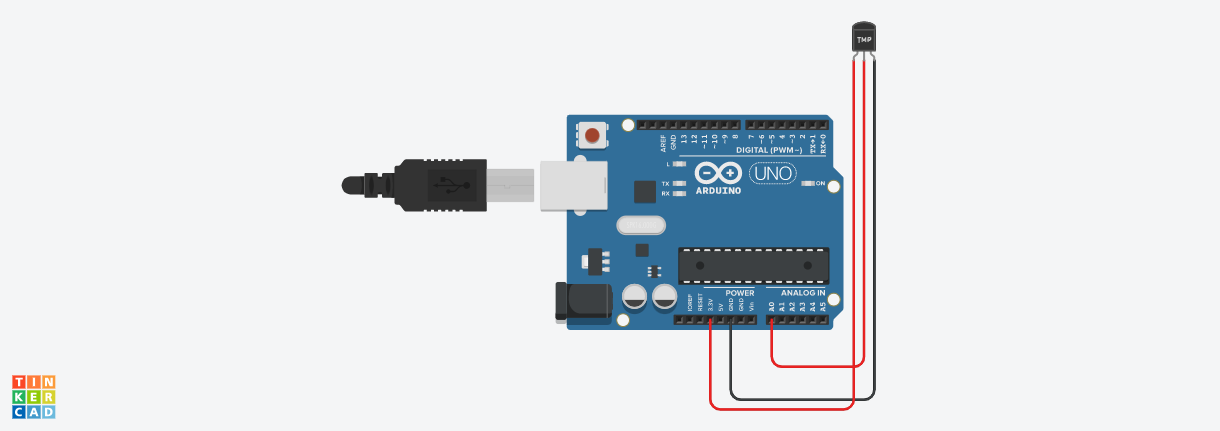 TMP
AREF
GND
13
12
~11
~10
~9
8
7
~6
~5
4
~3
2
TX→1
RX←0
DIGITAL (PWM~)
L
TX
RX
ARDUINO
UNO
ON
POWER
ANALOG IN
IOREF
RESET
3.3V
5V
GND
GND
Vin
A0
A1
A2
A3
A4
A5
TIN
KER
CAD